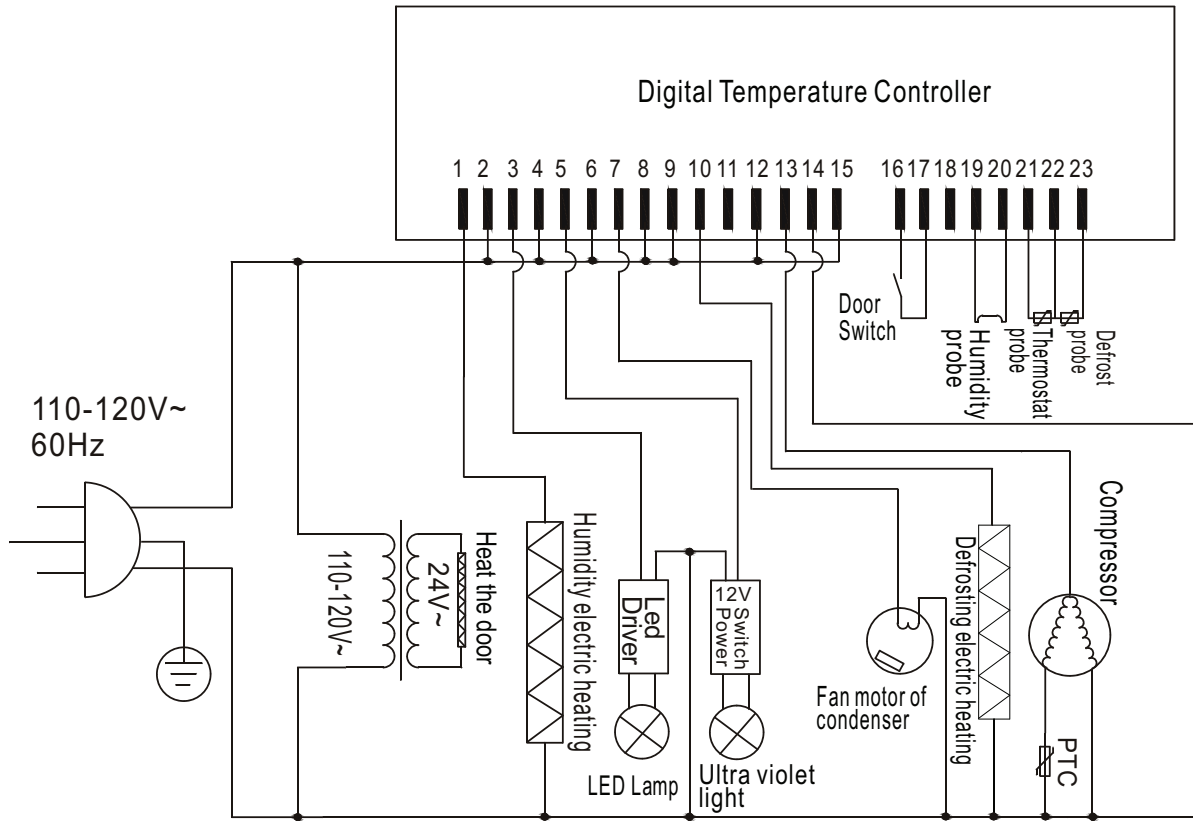 Digital Temperature Controller
1 2 3 4 5 6 7 8 9 10 11 12 13 14 15 16 17 18 19 20 21 22 23
Door
Switch
Humidity
probe
Thermostat
probe
Defrost
probe
110-120V~
60Hz
110-120V~
24V~
Heat the door
Humidity electric heating
Led
Driver
LED Lamp
12V
Switch
Power
Ultra violet
light
Fan motor of
condenser
Defrosting electric heating
Compressor
PTC